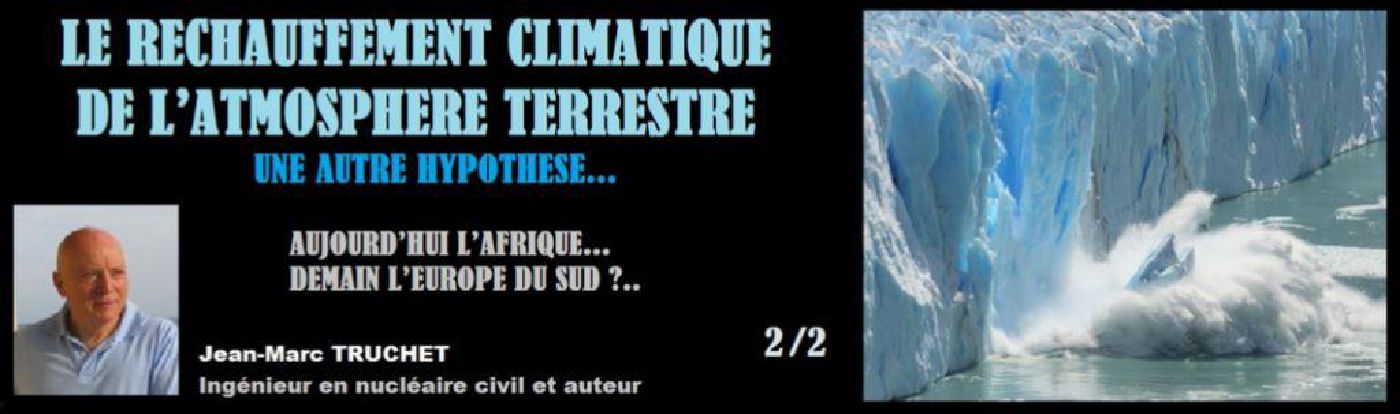 LE RECHAUFFEMENT CLIMATIQUE
DE L'ATMOSPHERE TERRESTRE
UNE AUTRE HYPOTHESE...
AUJOURD'HUI L'AFRIQUE...
DEMAIN L'EUROPE DU SUD ?..
Jean-Marc TRUCHET
Ingénieur en nucléaire civil et auteur
2/2